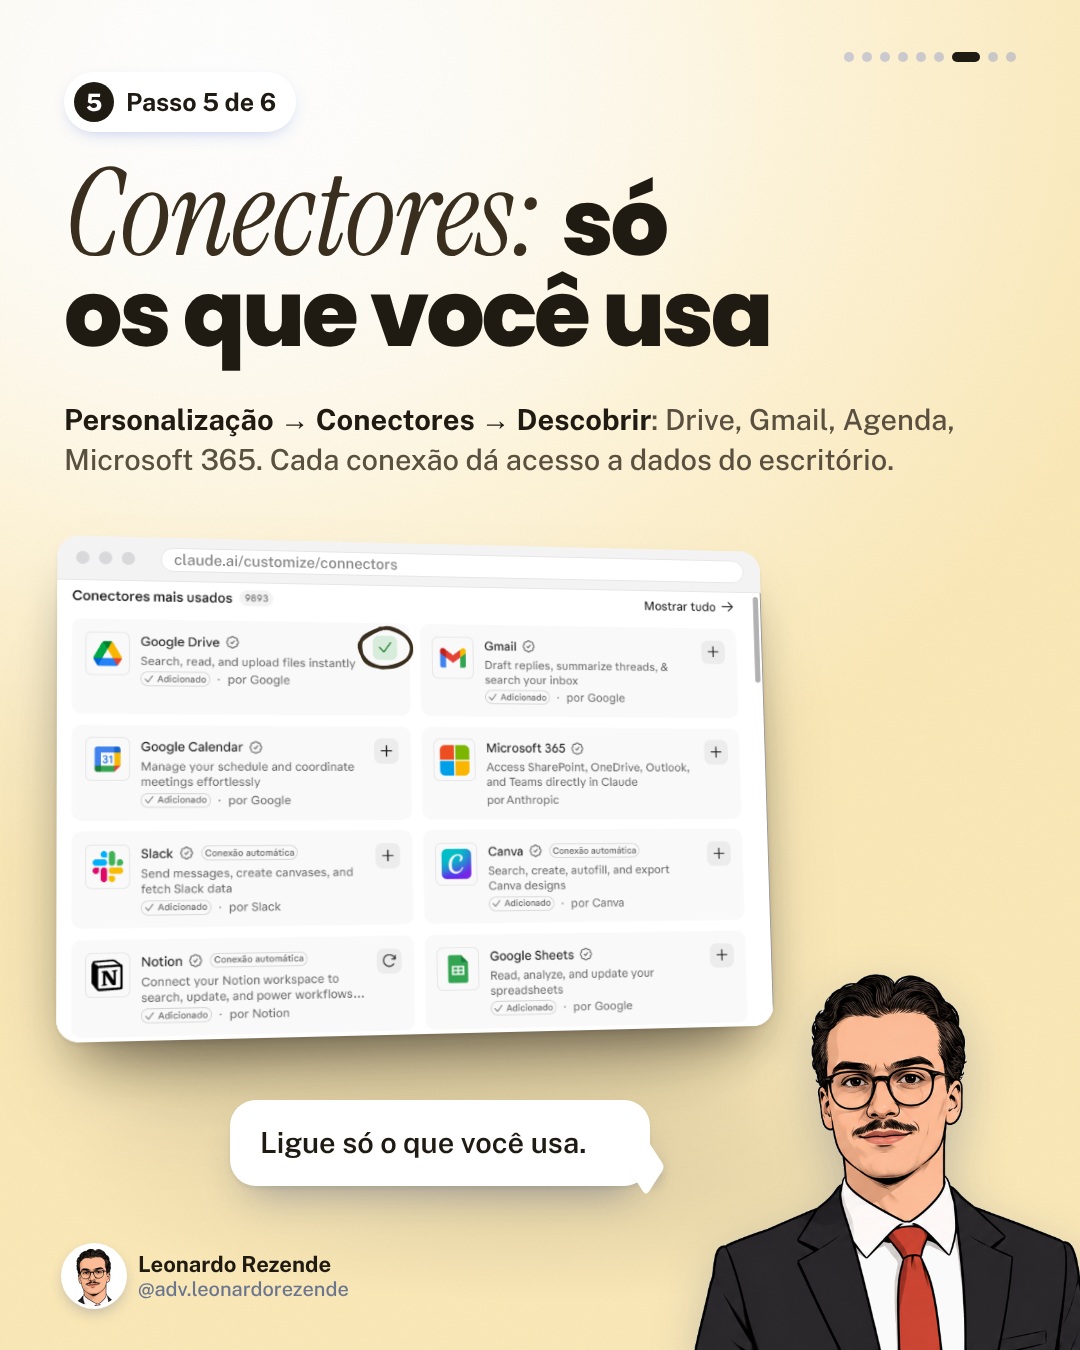 5 Passo 5 de 6
Conectores: só
os que você usa
Personalização → Conectores → Descobrir: Drive, Gmail, Agenda,
Microsoft 365. Cada conexão dá acesso a dados do escritório.
claude.ai/customize/connectors
Conectores mais usados 9893
Mostrar tudo →
Google Drive
Search, read, and upload files instantly
Adicionado · por Google
Gmail
Draft replies, summarize threads, &
search your inbox
Adicionado · por Google
31
Google Calendar
Manage your schedule and coordinate
meetings effortlessly
Adicionado · por Google
Microsoft 365
Access SharePoint, OneDrive, Outlook,
and Teams directly in Claude
por Anthropic
Slack Conexão automática
Send messages, create canvases, and
fetch Slack data
Adicionado · por Slack
C
Canva Conexão automática
Search, create, autofill, and export
Canva designs
Adicionado · por Canva
N
Notion Conexão automática
Connect your Notion workspace to
search, update, and power workflows...
Adicionado · por Notion
Google Sheets
Read, analyze, and update your
spreadsheets
Adicionado · por Google
Ligue só o que você usa.
Leonardo Rezende
@adv.leonardorezende